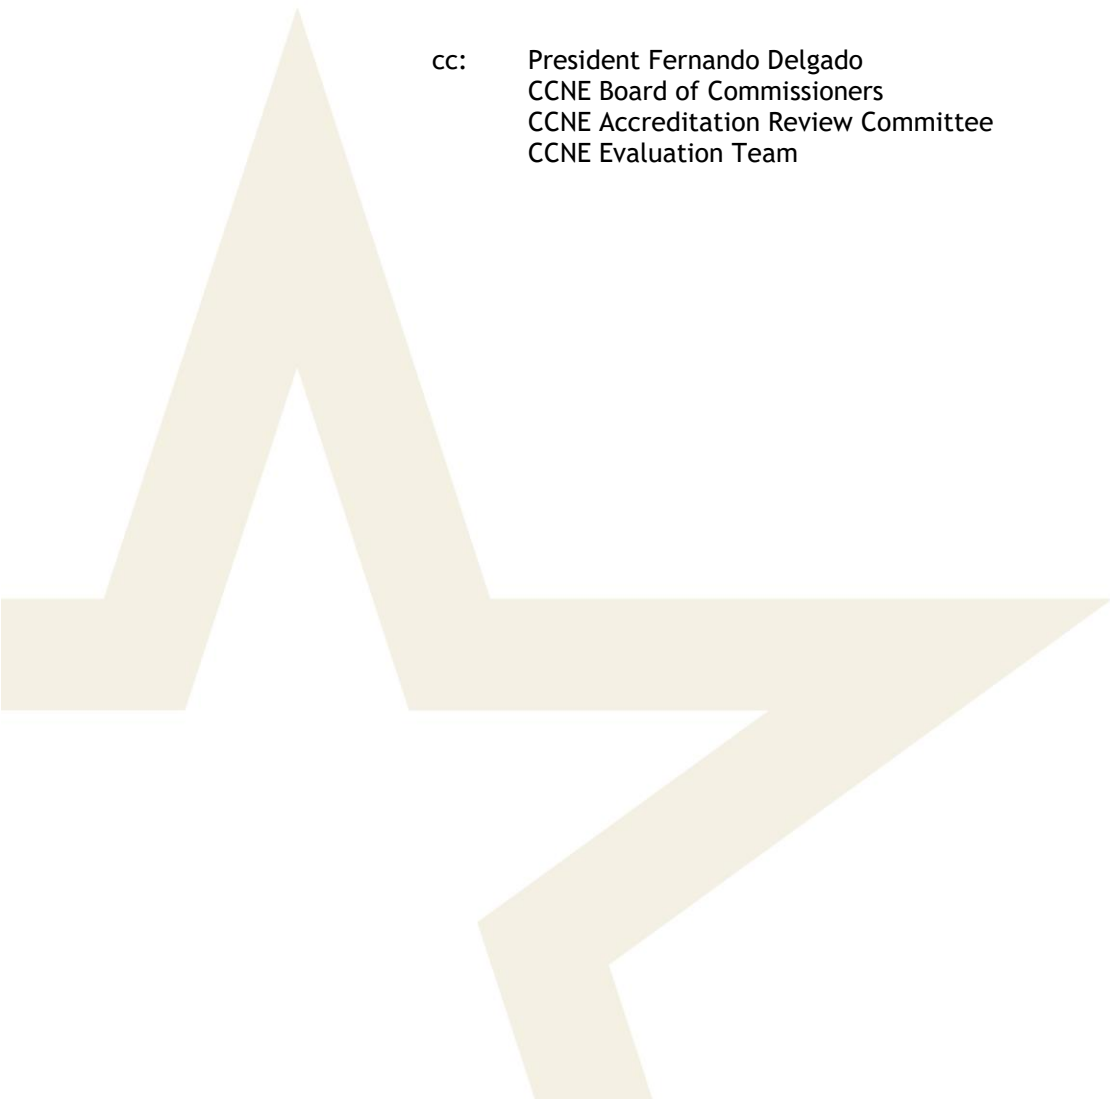 cc: President Fernando Delgado
CCNE Board of Commissioners
CCNE Accreditation Review Committee
CCNE Evaluation Team